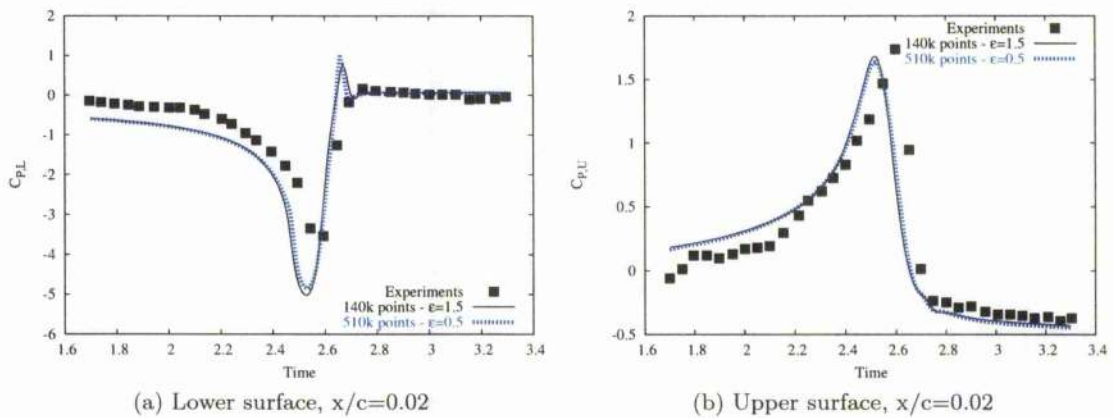 1
0
-1
-2
-3
-4
-5
-6
C_{P,L}
Experiments
140k points - ε=1.5
510k points - ε=0.5
1.6 1.8 2 2.2 2.4 2.6 2.8 3 3.2 3.4
Time
(a) Lower surface, x/c=0.02
2
1.5
1
0.5
0
-0.5
C_{P,U}
Experiments
140k points - ε=1.5
510k points - ε=0.5
1.6 1.8 2 2.2 2.4 2.6 2.8 3 3.2 3.4
Time
(b) Upper surface, x/c=0.02